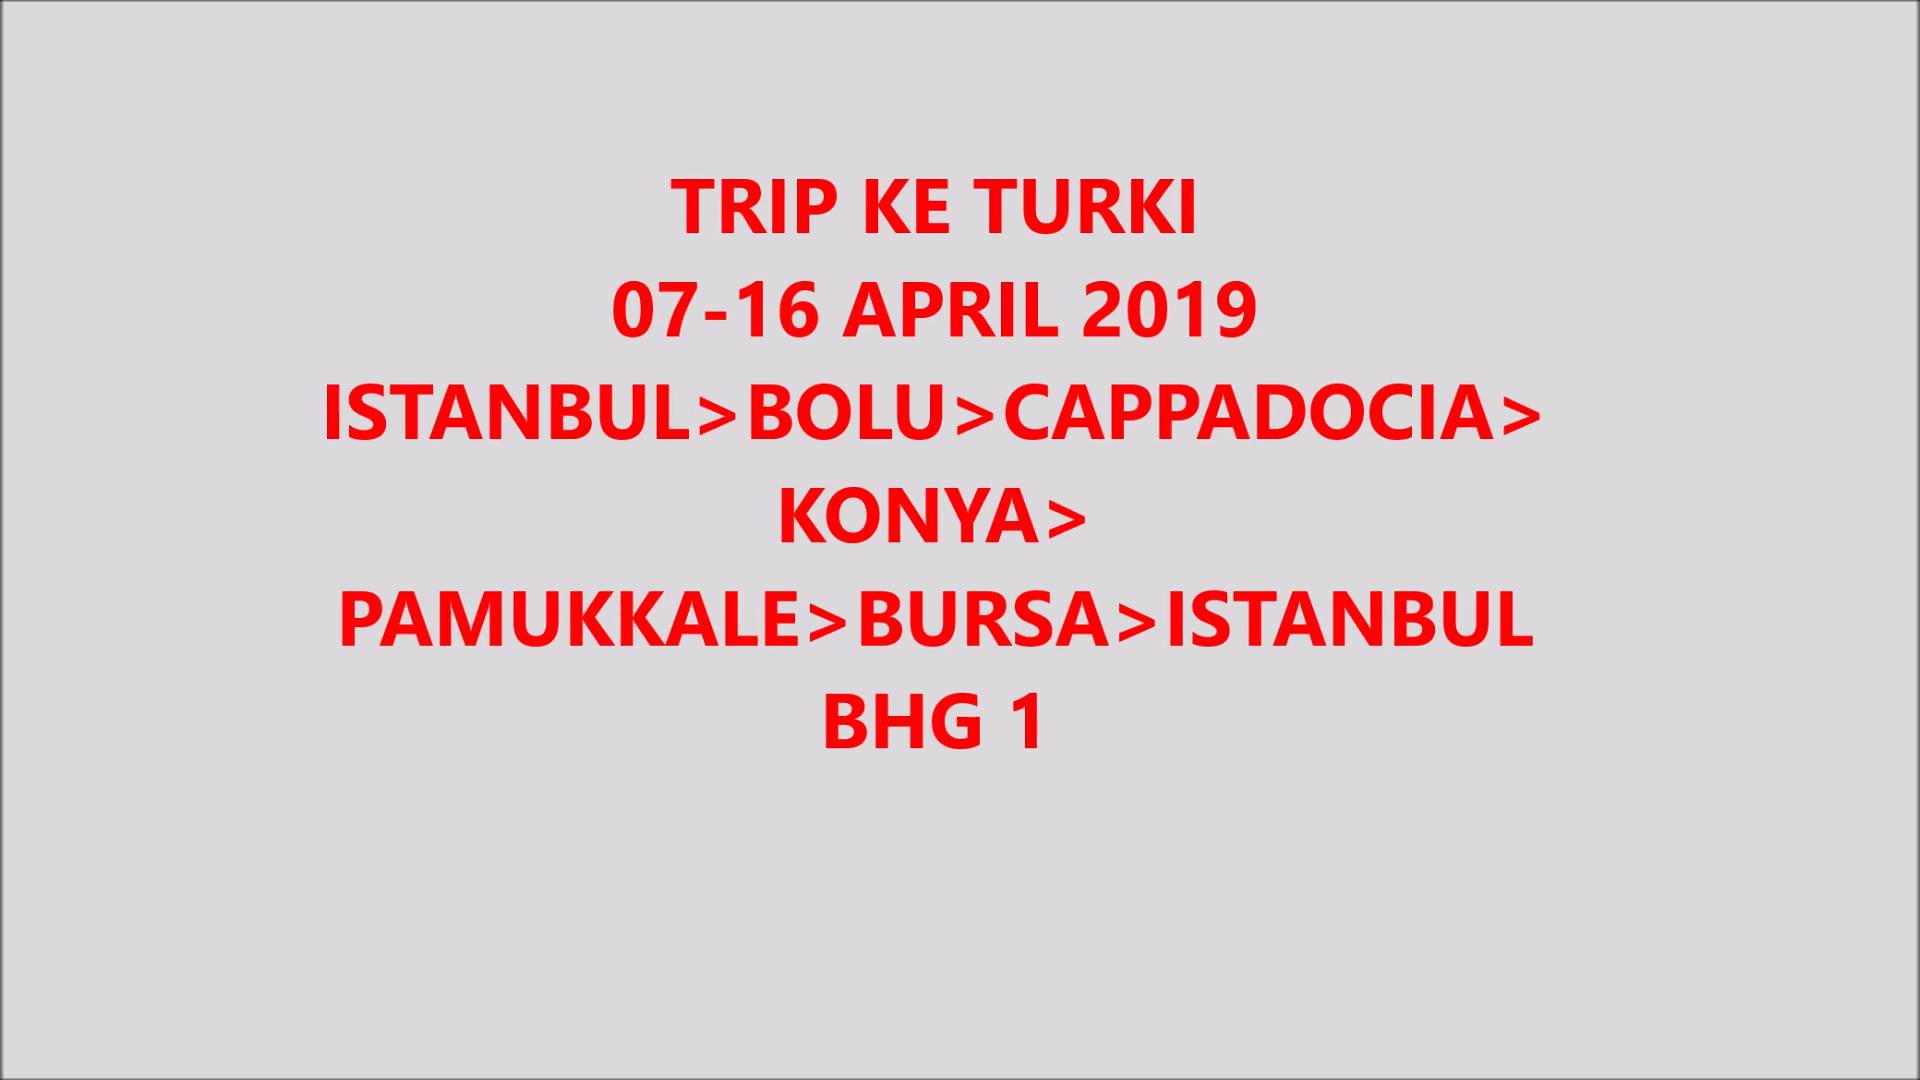 TRIP KE TURKI
07-16 APRIL 2019
ISTANBUL>BOLU>CAPPADOCIA>
KONYA>
PAMUKKALE>BURSA>ISTANBUL
BHG 1